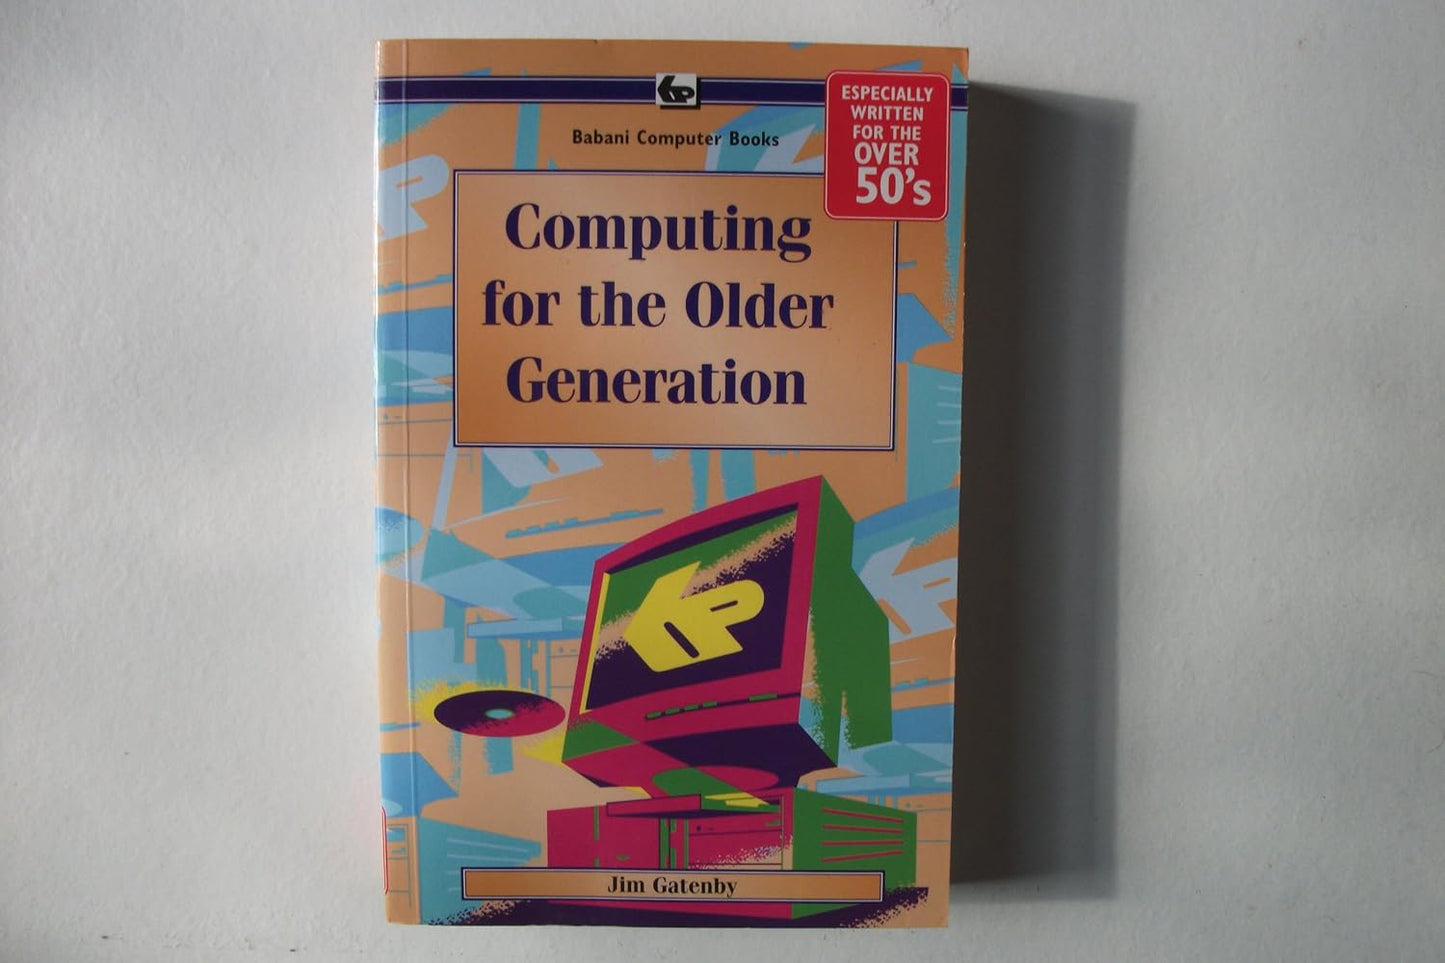 Babani Computer Books
ESPECIALLY
WRITTEN
FOR THE
OVER
50's
Computing
for the Older
Generation
Jim Gatenby